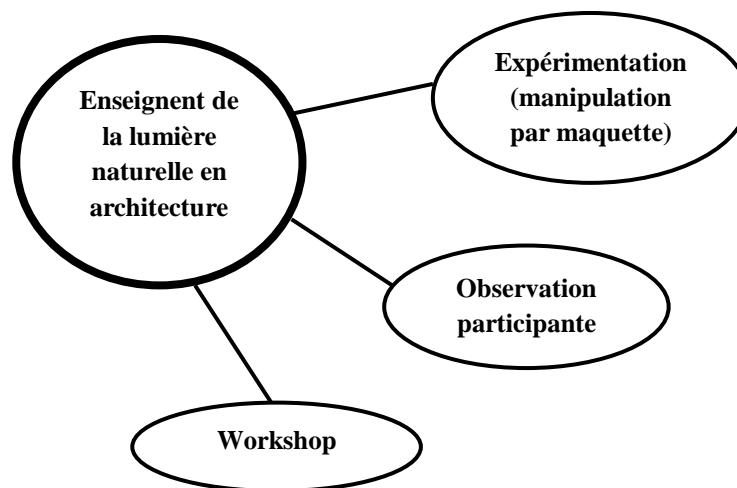 Enseignent de
la lumière
naturelle en
architecture
Expérimentation
(manipulation
par maquette)
Observation
participante
Workshop